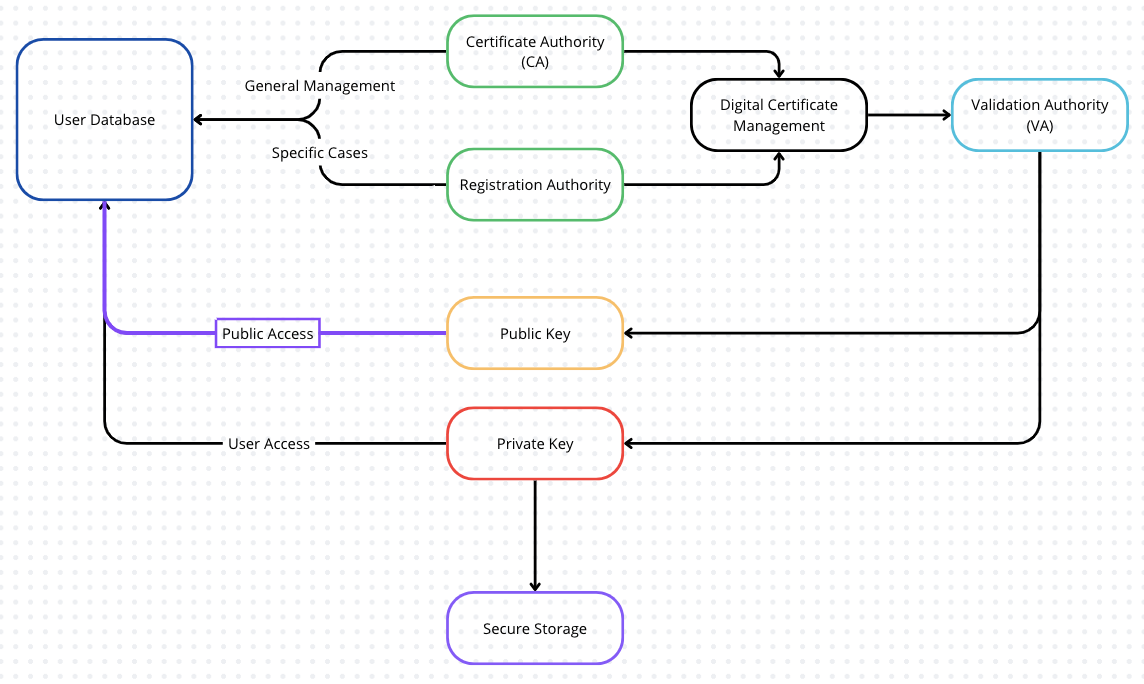 Certificate Authority
(CA)
General Management
User Database
Digital Certificate
Management
Validation Authority
(VA)
Specific Cases
Registration Authority
Public Access
Public Key
User Access
Private Key
Secure Storage